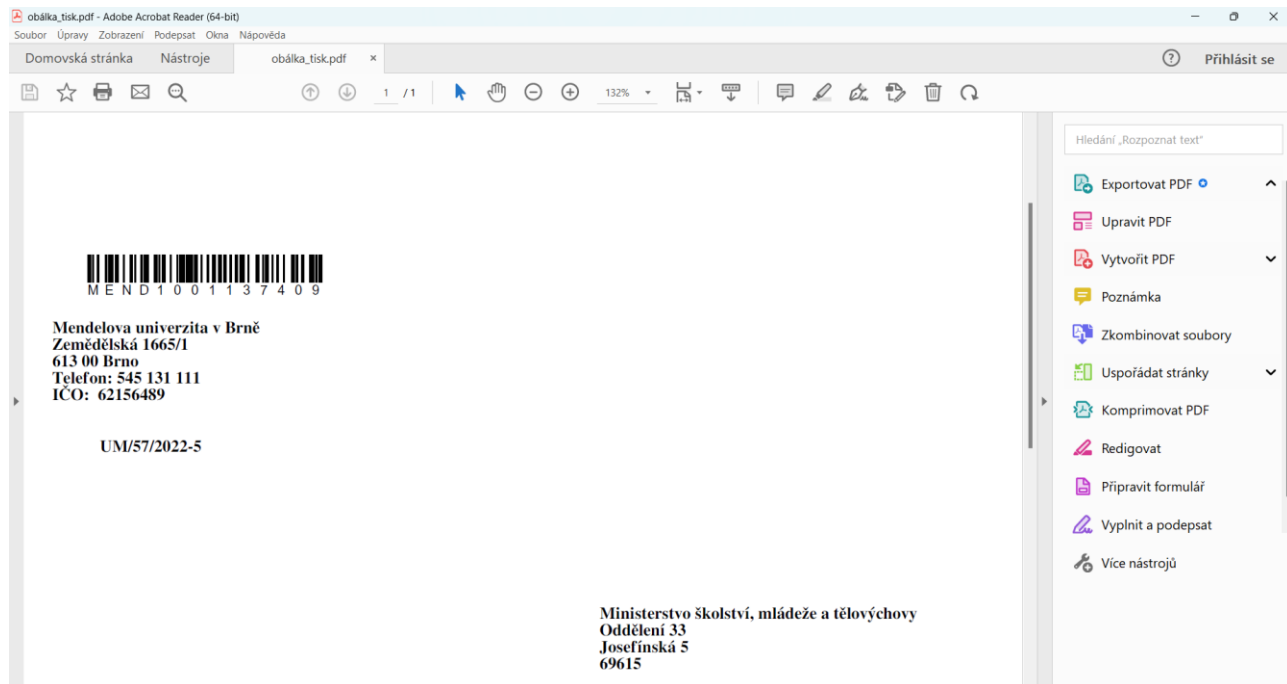 obálka_tisk.pdf - Adobe Acrobat Reader (64-bit)
Soubor Úpravy Zobrazení Podepsat Okna Nápověda
Domovská stránka Nástroje obálka_tisk.pdf × Přihlásit se
1 / 1 132%
MEND1001137409
Mendelova univerzita v Brně
Zemědělská 1665/1
613 00 Brno
Telefon: 545 131 111
IČO: 62156489
UM/57/2022-5
Ministerstvo školství, mládeže a tělovýchovy
Oddělení 33
Josefínská 5
69615
Hledání „Rozpoznat text“
Exportovat PDF
Upravit PDF
Vytvořit PDF
Poznámka
Zkombinovat soubory
Uspořádat stránky
Komprimovat PDF
Redigovat
Připravit formulář
Vyplnit a podepsat
Více nástrojů